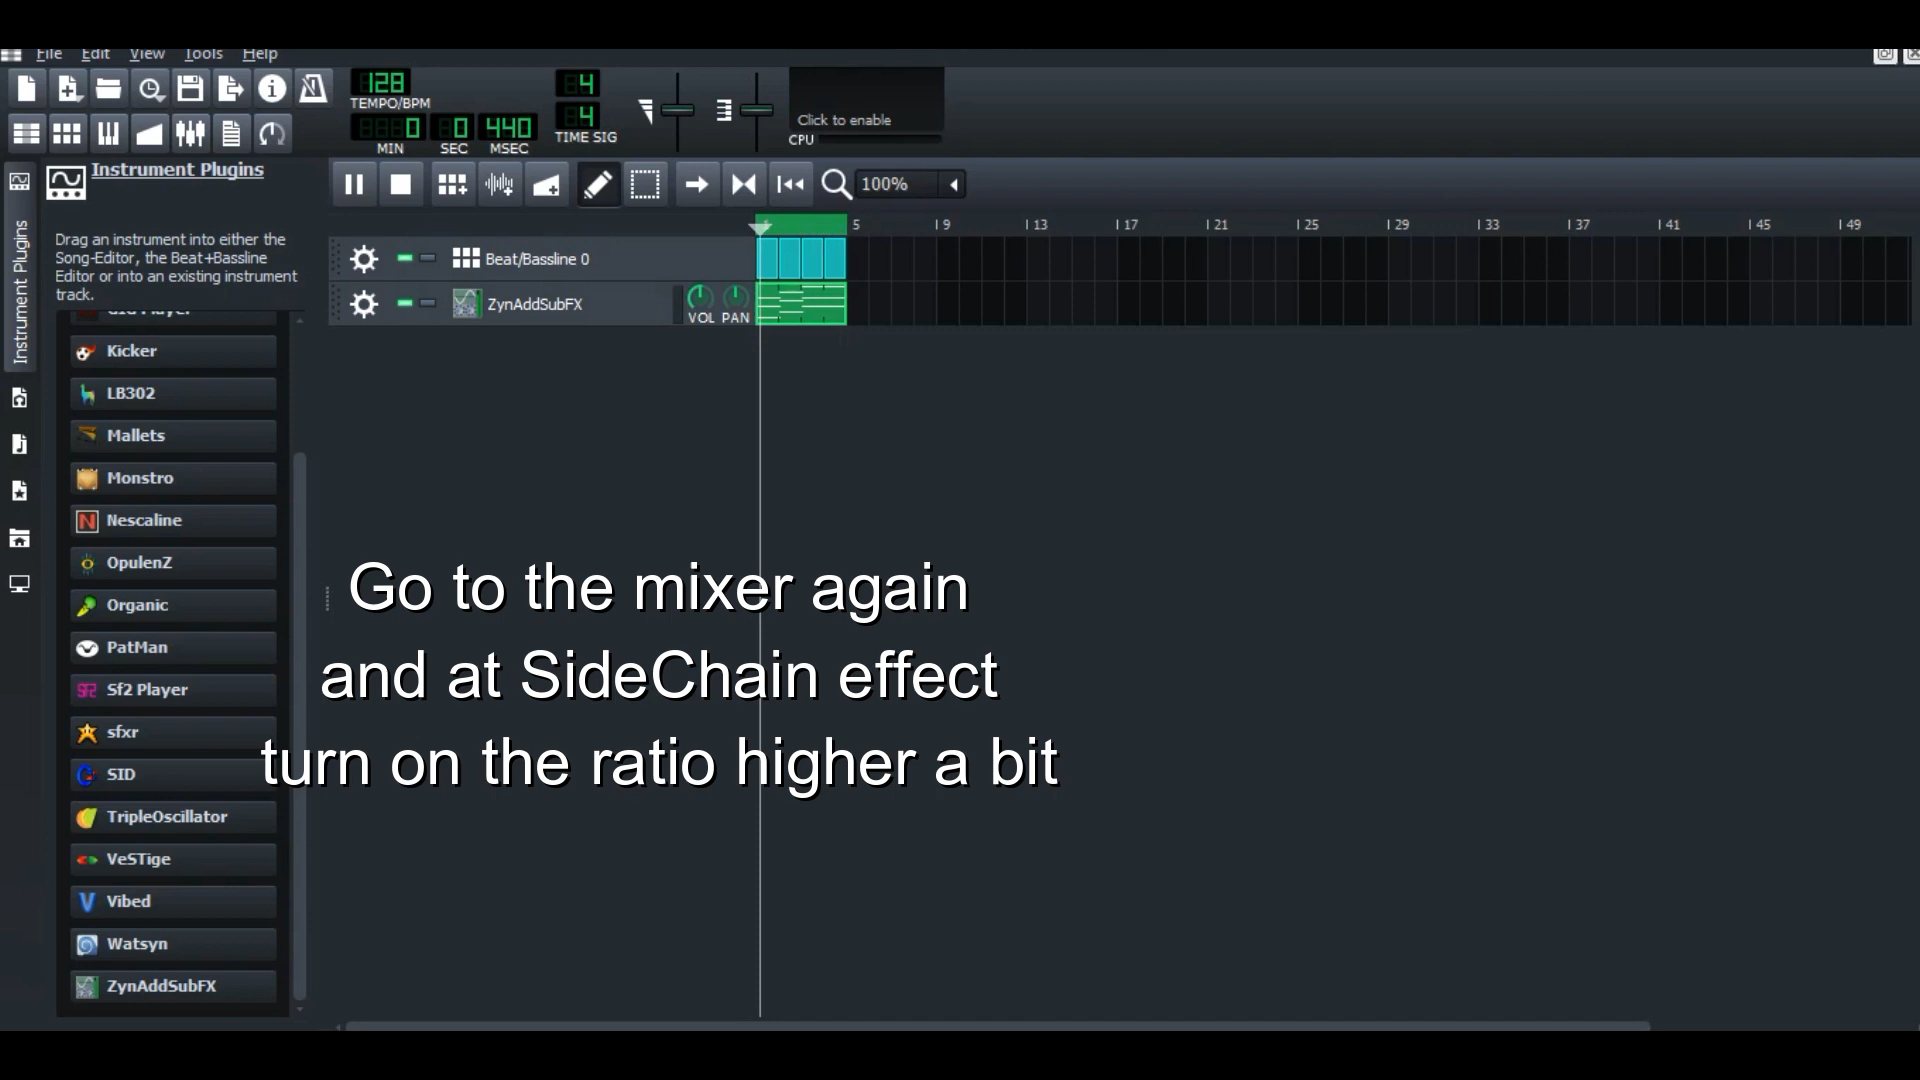 File Edit View Tools Help
128
TEMPO/BPM
0 0 440
MIN SEC MSEC
4
4
TIME SIG
Click to enable
CPU
Instrument Plugins
Instrument Plugins
Drag an instrument into either the
Song-Editor, the Beat+Bassline
Editor or into an existing instrument
track.
Kicker
LB302
Mallets
Monstro
Nescaline
OpulenZ
Organic
PatMan
Sf2 Player
sfxr
SID
TripleOscillator
VeSTige
Vibed
Watsyn
ZynAddSubFX
100%
5 9 13 17 21 25 29 33 37 41 45 49
Beat/Bassline 0
ZynAddSubFX
VOL PAN
Go to the mixer again
and at SideChain effect
turn on the ratio higher a bit